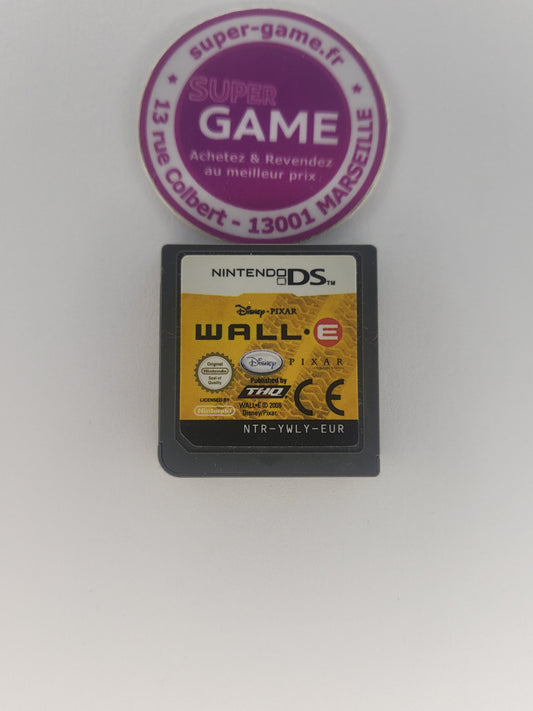 super-game.fr
SUPER
GAME
Achetez & Revendez
au meilleur prix
13 rue Colbert - 13001 MARSEILLE
NINTENDO DS TM
Disney • PIXAR
WALL•E
Original
Nintendo
Seal of
Quality
Disney
PIXAR
LICENSED BY
Nintendo
Published by
THQ
WALL•E © 2008
Disney/Pixar.
CE
NTR-YWLY-EUR